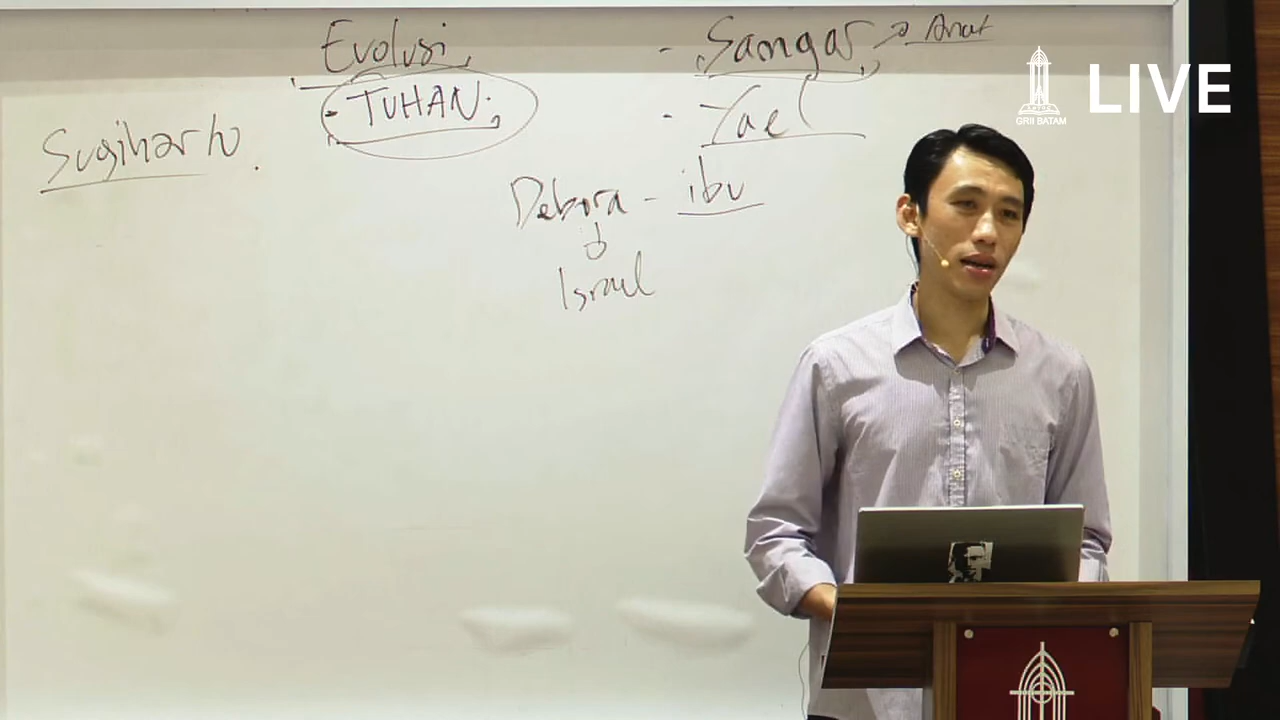 Evolusi
- TUHAN.
Sugiharto.
- Samgar → Anat
- Yael
Debora - ibu
↓
Israel
GRII BATAM
LIVE